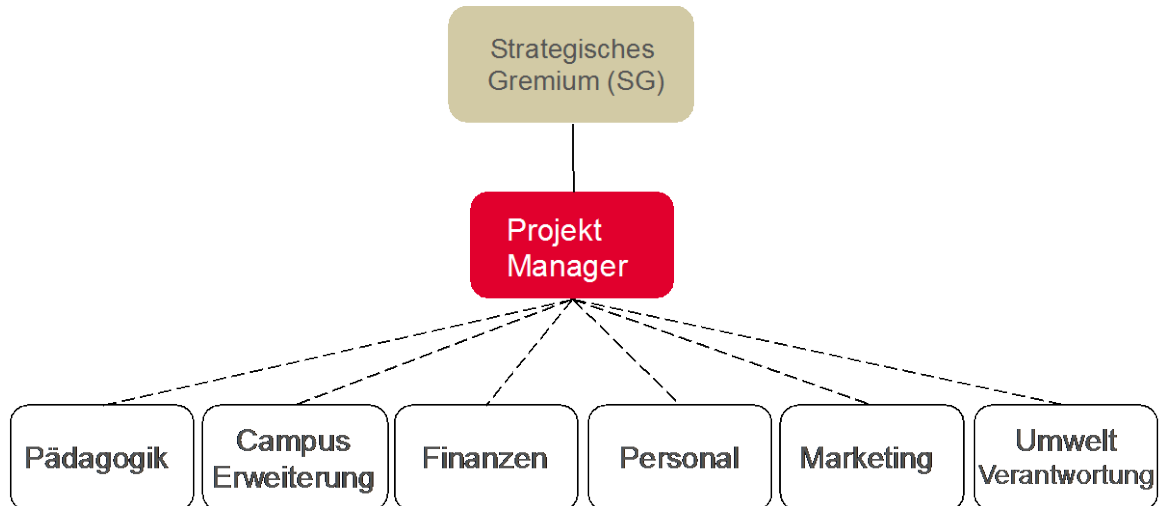 Strategisches
Gremium (SG)
Projekt
Manager
Pädagogik
Campus
Erweiterung
Finanzen
Personal
Marketing
Umwelt
Verantwortung